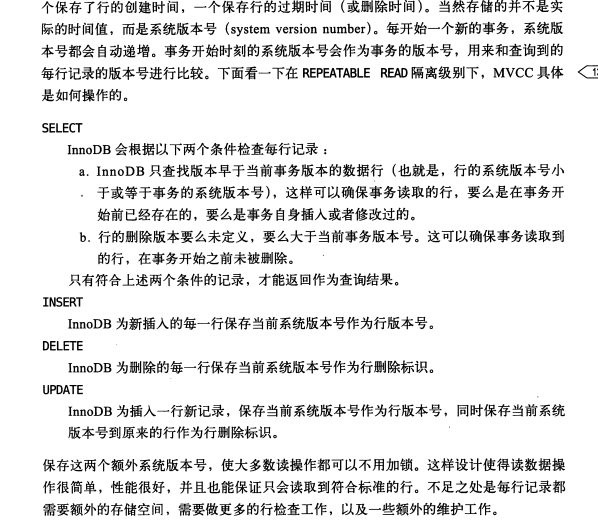 个保存了行的创建时间，一个保存行的过期时间（或删除时间）。当然存储的并不是实
际的时间值，而是系统版本号（system version number）。每开始一个新的事务，系统版
本号都会自动递增。事务开始时刻的系统版本号会作为事务的版本号，用来和查询到的
每行记录的版本号进行比较。下面看一下在 REPEATABLE READ 隔离级别下，MVCC 具体
是如何操作的。
SELECT
InnoDB 会根据以下两个条件检查每行记录：
a. InnoDB 只查找版本早于当前事务版本的数据行（也就是，行的系统版本号小
于或等于事务的系统版本号），这样可以确保事务读取的行，要么是在事务开
始前已经存在的，要么是事务自身插入或者修改过的。
b. 行的删除版本要么未定义，要么大于当前事务版本号。这可以确保事务读取到
的行，在事务开始之前未被删除。
只有符合上述两个条件的记录，才能返回作为查询结果。
INSERT
InnoDB 为新插入的每一行保存当前系统版本号作为行版本号。
DELETE
InnoDB 为删除的每一行保存当前系统版本号作为行删除标识。
UPDATE
InnoDB 为插入一行新记录，保存当前系统版本号作为行版本号，同时保存当前系统
版本号到原来的行作为行删除标识。
保存这两个额外系统版本号，使大多数读操作都可以不用加锁。这样设计使得读数据操
作很简单，性能很好，并且也能保证只会读取到符合标准的行。不足之处是每行记录都
需要额外的存储空间，需要做更多的行检查工作，以及一些额外的维护工作。